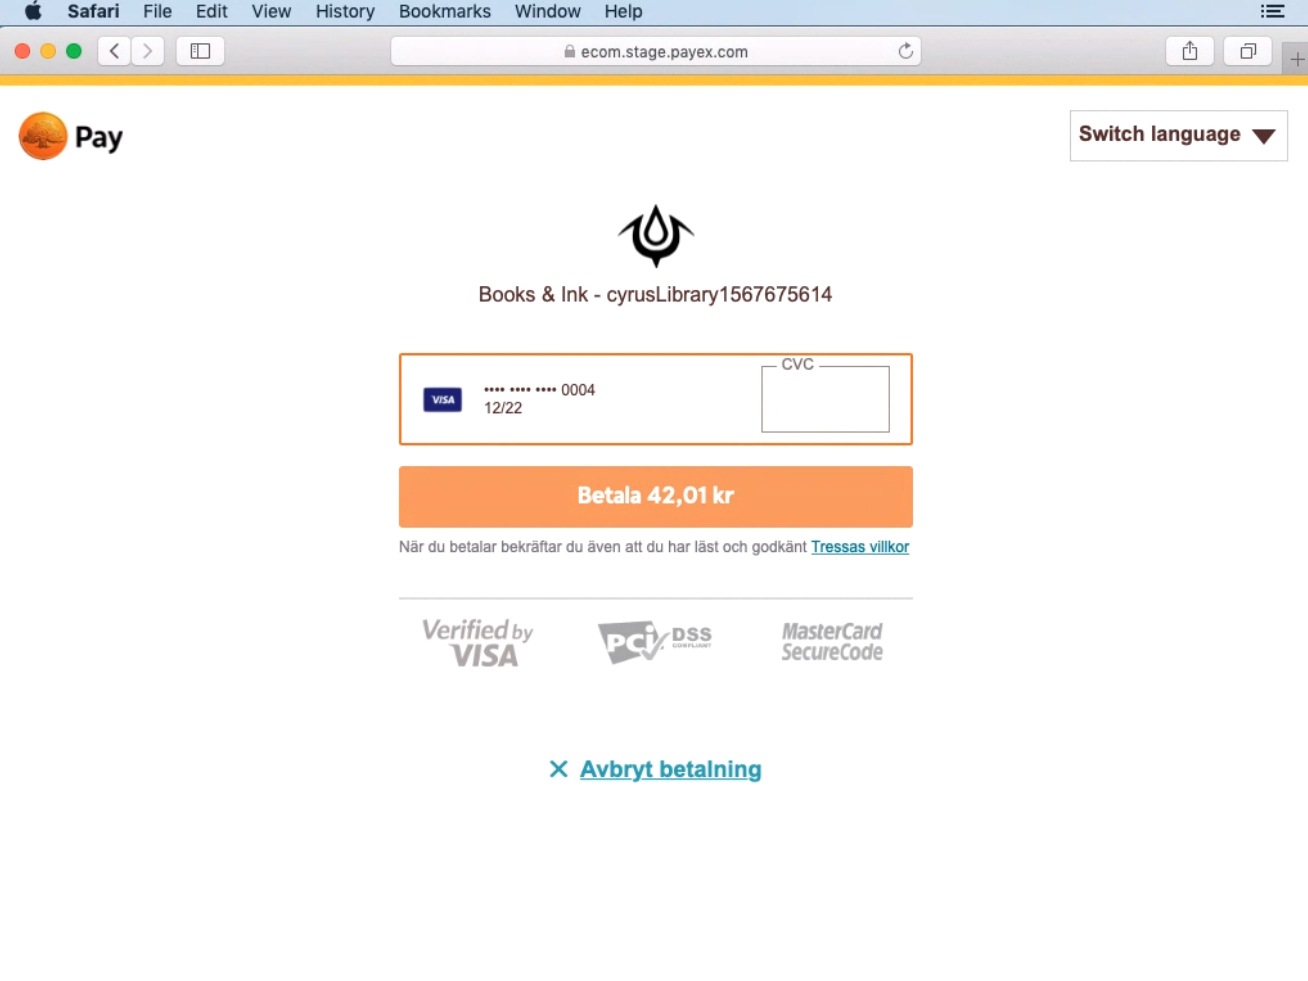 Safari File Edit View History Bookmarks Window Help
ecom.stage.payex.com
Pay
Switch language
Books & Ink - cyrusLibrary1567675614
CVC
VISA •••• •••• •••• 0004
12/22
Betala 42,01 kr
När du betalar bekräftar du även att du har läst och godkänt Tressas villkor
Verified by
VISA
PCi DSS
COMPLIANT
MasterCard
SecureCode
Avbryt betalning